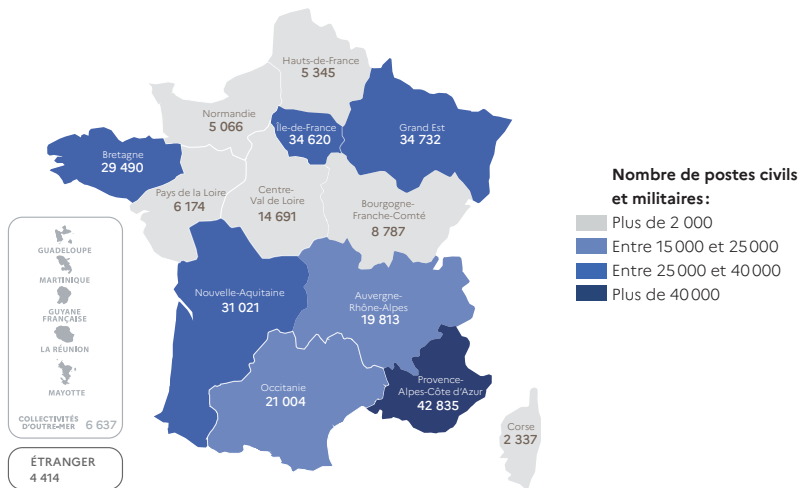 Hauts-de-France
5 345
Normandie
5 066
Île-de-France
34 620
Grand Est
34 732
Bretagne
29 490
Pays de la Loire
6 174
Centre-
Val de Loire
14 691
Bourgogne-
Franche-Comté
8 787
Nouvelle-Aquitaine
31 021
Auvergne-
Rhône-Alpes
19 813
Occitanie
21 004
Provence-
Alpes-Côte d'Azur
42 835
Corse
2 337
GUADELOUPE
MARTINIQUE
GUYANE
FRANÇAISE
LA RÉUNION
MAYOTTE
COLLECTIVITÉS
D'OUTRE-MER 6 637
ÉTRANGER
4 414
Nombre de postes civils
et militaires :
Plus de 2 000
Entre 15 000 et 25 000
Entre 25 000 et 40 000
Plus de 40 000